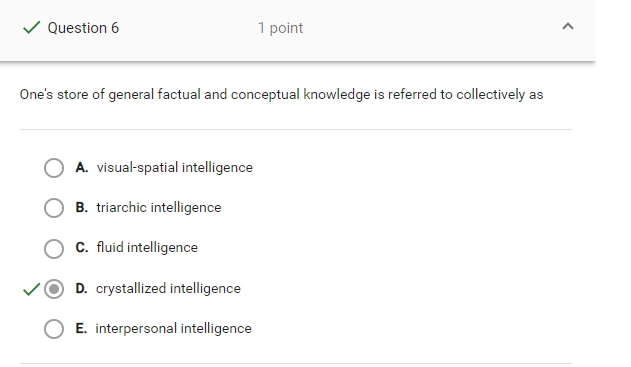 Question 6 1 point
One's store of general factual and conceptual knowledge is referred to collectively as
A. visual-spatial intelligence
B. triarchic intelligence
C. fluid intelligence
D. crystallized intelligence
E. interpersonal intelligence